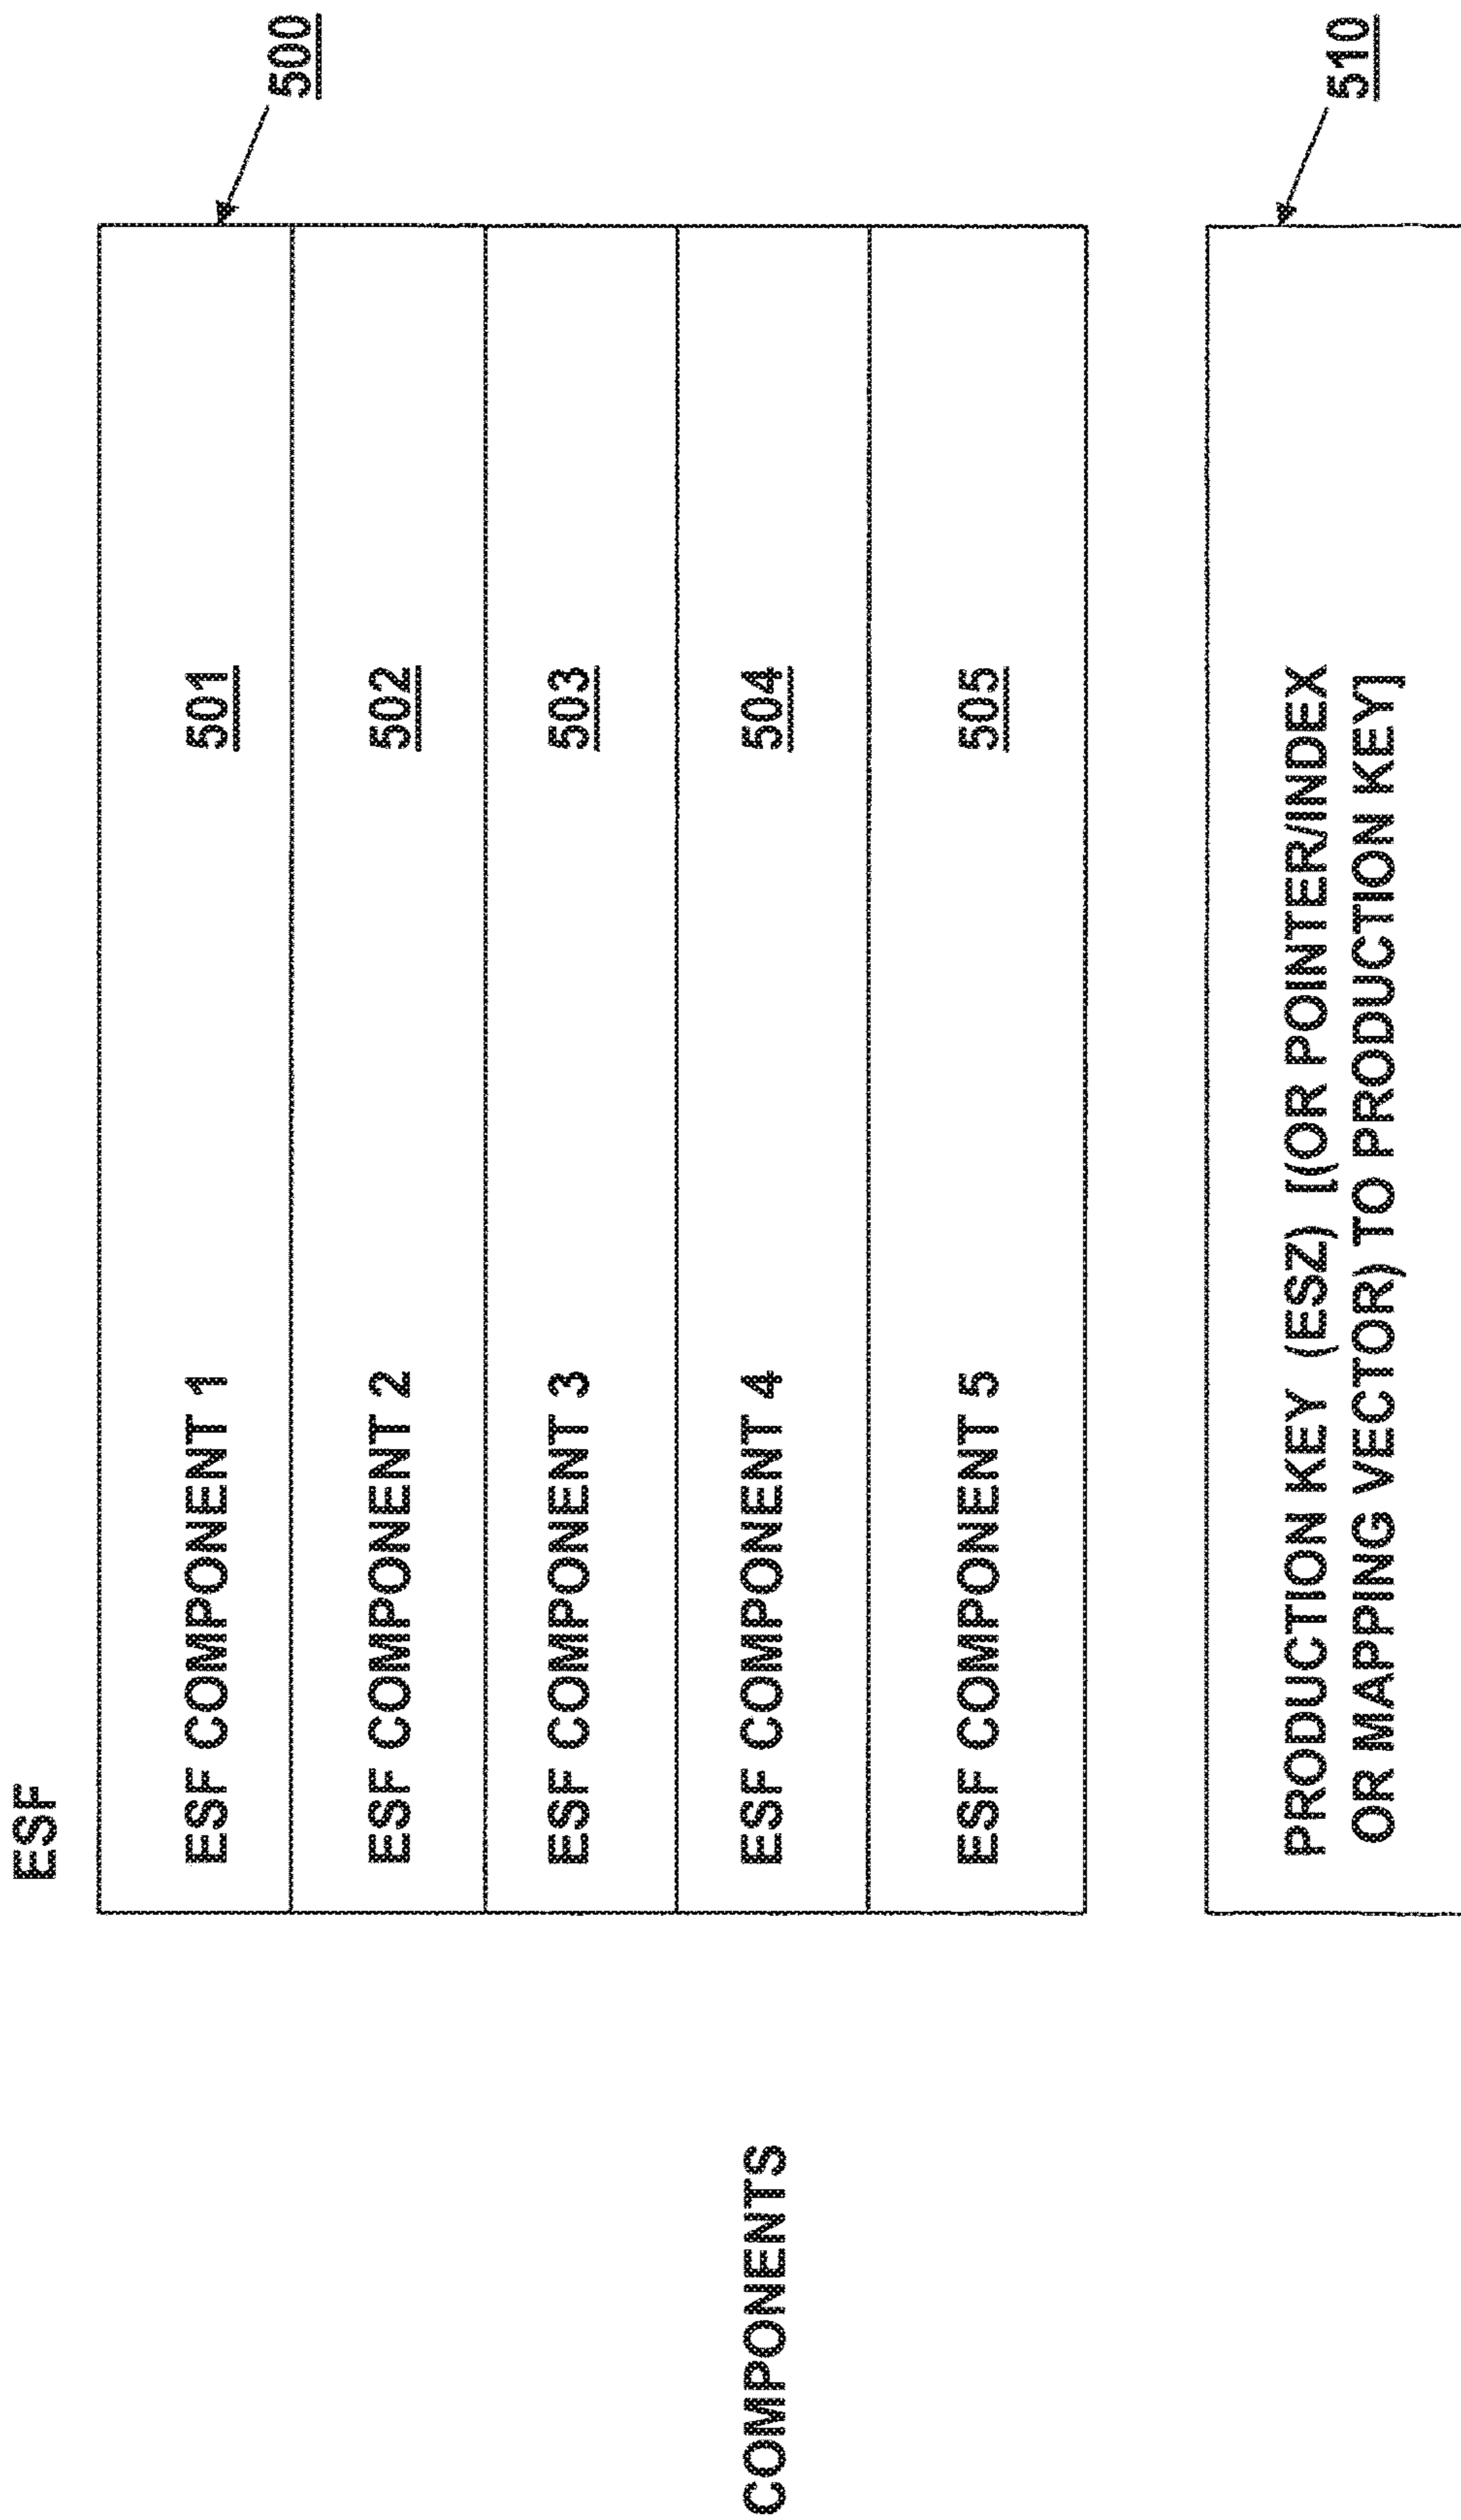 ESF
500
ESF COMPONENT 1 501
ESF COMPONENT 2 502
ESF COMPONENT 3 503
COMPONENTS
ESF COMPONENT 4 504
ESF COMPONENT 5 505
510
PRODUCTION KEY (ESZ) [(OR POINTER/INDEX
OR MAPPING VECTOR) TO PRODUCTION KEY]